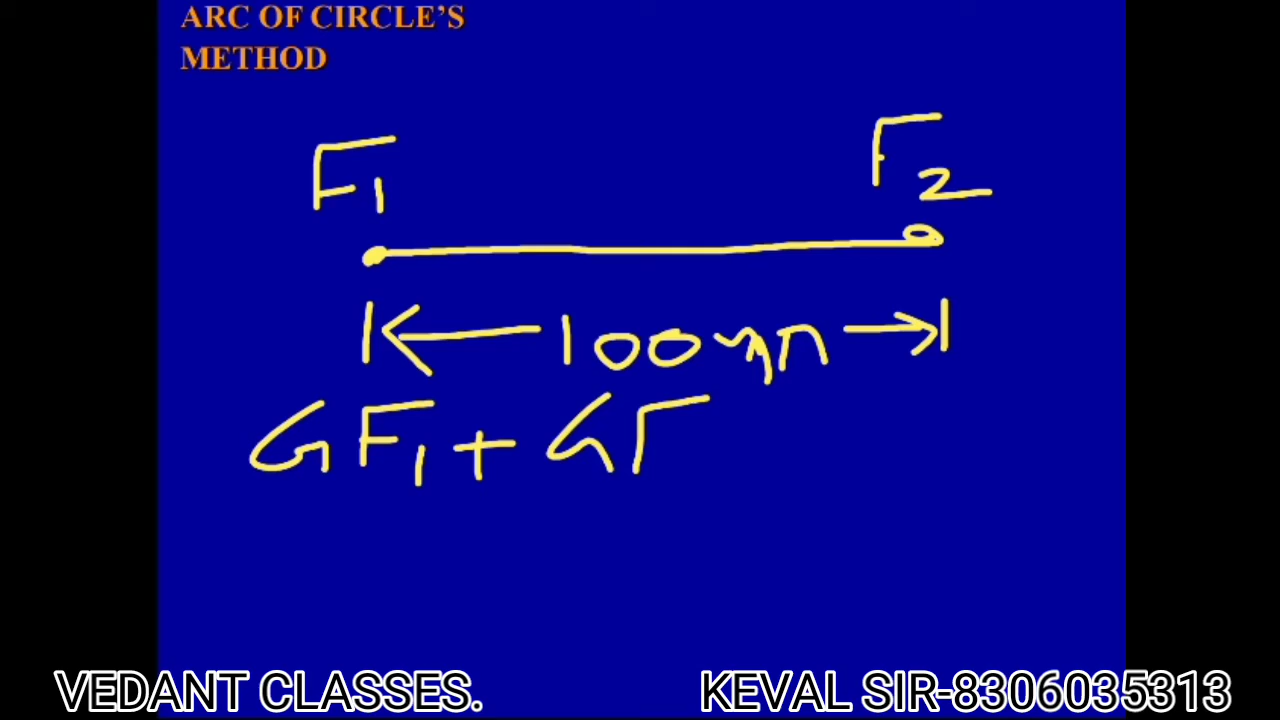 ARC OF CIRCLE'S
METHOD
F1
F2
100mm
GF1 + GF
VEDANT CLASSES.
KEVAL SIR-8306035313